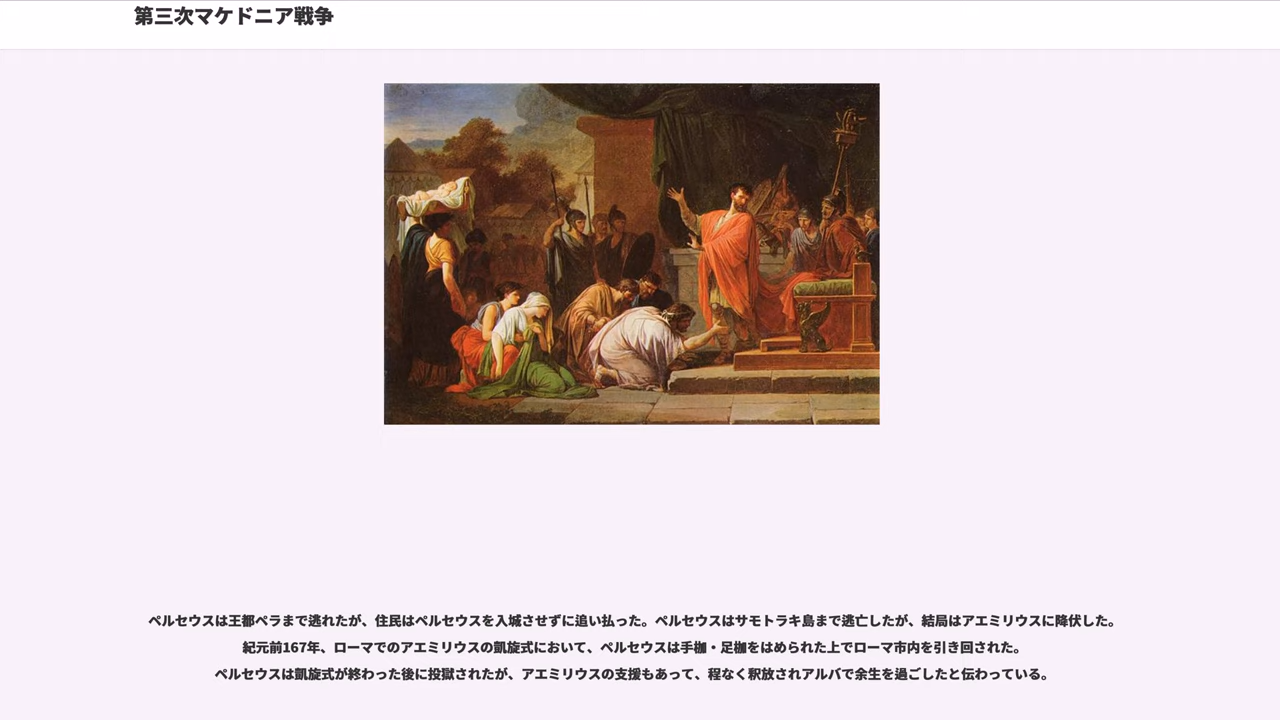 第三次マケドニア戦争
ペルセウスは王都ペラまで逃れたが、住民はペルセウスを入城させずに追い払った。ペルセウスはサモトラキ島まで逃亡したが、結局はアエミリウスに降伏した。
紀元前167年、ローマでのアエミリウスの凱旋式において、ペルセウスは手枷・足枷をはめられた上でローマ市内を引き回された。
ペルセウスは凱旋式が終わった後に投獄されたが、アエミリウスの支援もあって、程なく釈放されアルバで余生を過ごしたと伝わっている。